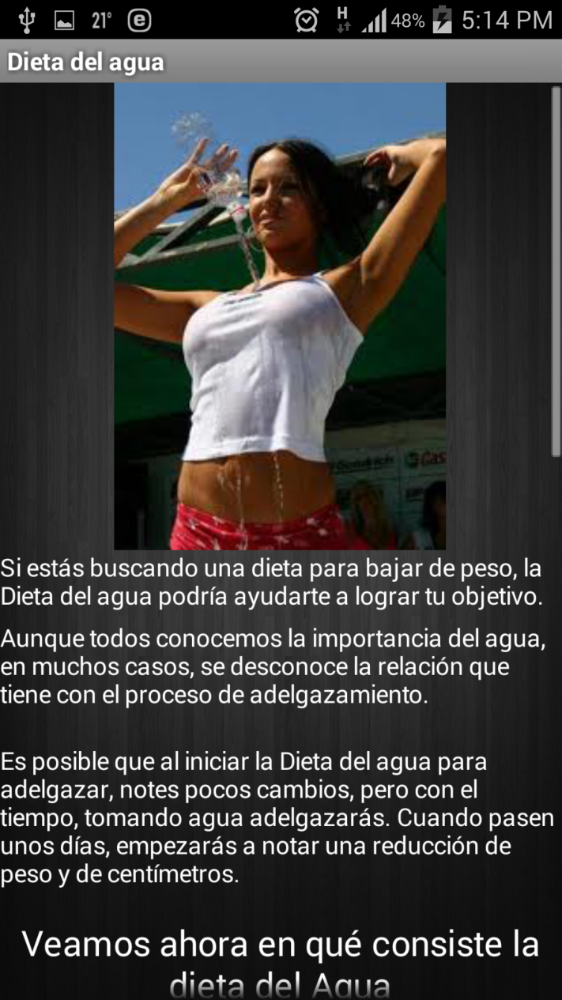 21°
H
48%
5:14 PM
Dieta del agua
Si estás buscando una dieta para bajar de peso, la
Dieta del agua podría ayudarte a lograr tu objetivo.
Aunque todos conocemos la importancia del agua,
en muchos casos, se desconoce la relación que
tiene con el proceso de adelgazamiento.
Es posible que al iniciar la Dieta del agua para
adelgazar, notes pocos cambios, pero con el
tiempo, tomando agua adelgazarás. Cuando pasen
unos días, empezarás a notar una reducción de
peso y de centímetros.
Veamos ahora en qué consiste la
dieta del Agua